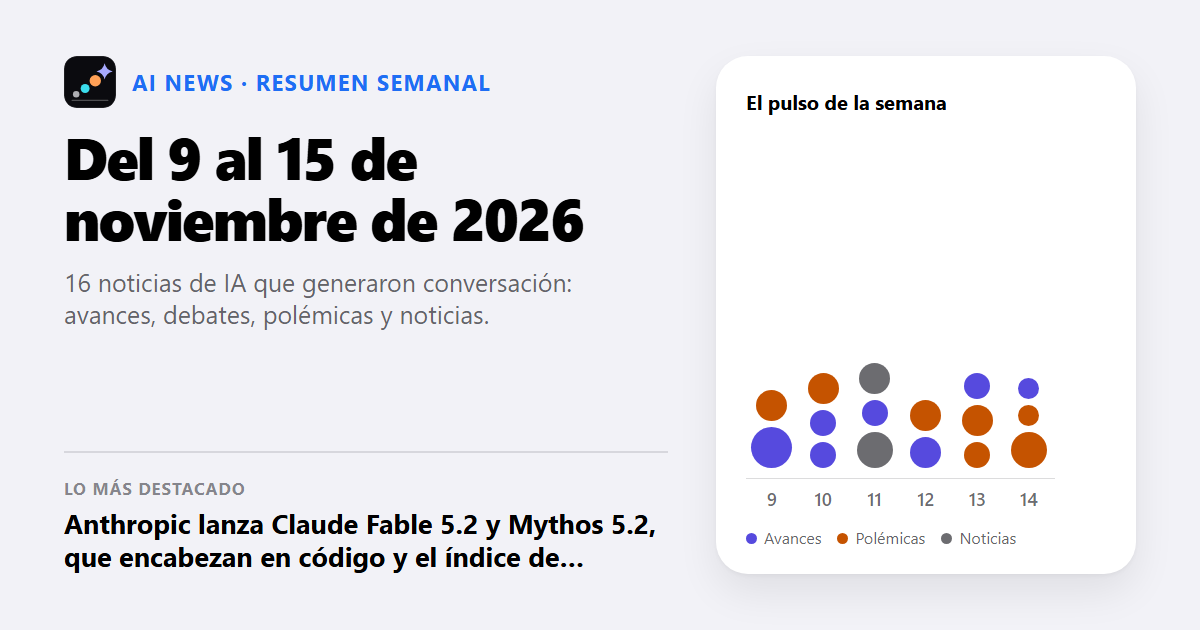 AI NEWS · RESUMEN SEMANAL
Del 9 al 15 de
noviembre de 2026
16 noticias de IA que generaron conversación:
avances, debates, polémicas y noticias.
LO MÁS DESTACADO
Anthropic lanza Claude Fable 5.2 y Mythos 5.2,
que encabezan en código y el índice de...
El pulso de la semana
9 10 11 12 13 14
Avances Polémicas Noticias